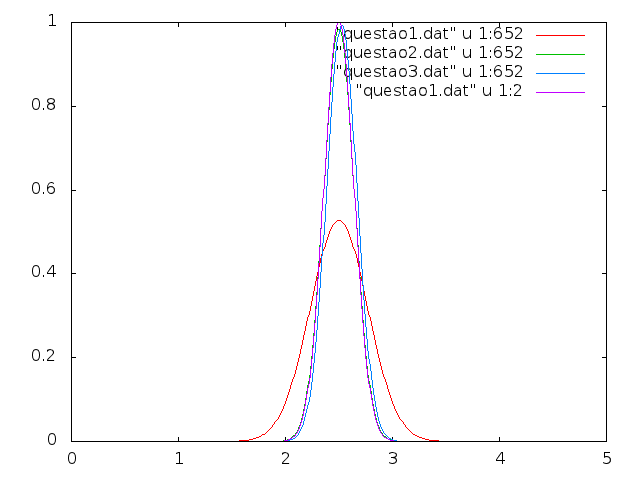 1
0.8
0.6
0.4
0.2
0
0 1 2 3 4 5
"questao1.dat" u 1:652
"questao2.dat" u 1:652
"questao3.dat" u 1:652
"questao1.dat" u 1:2